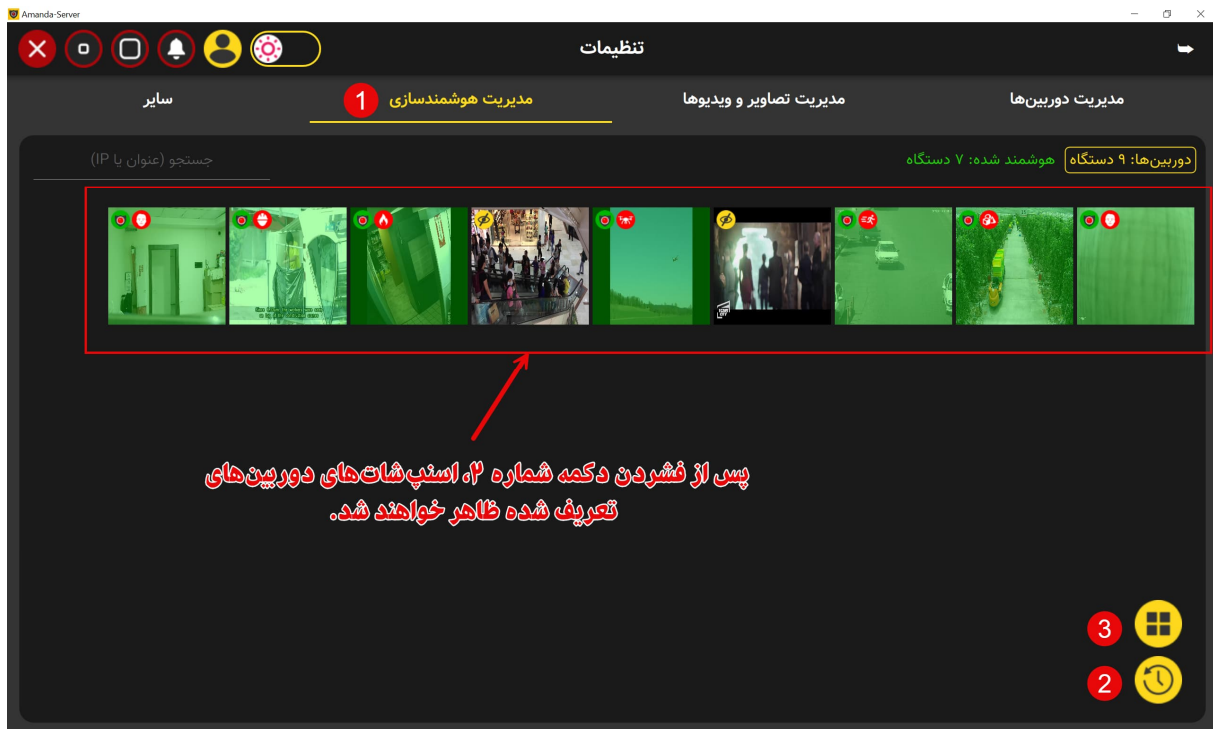 Amanda-Server
تنظیمات
مدیریت دوربین‌ها
مدیریت تصاویر و ویدیوها
مدیریت هوشمندسازی
1
سایر
دوربین‌ها: ۹ دستگاه
هوشمند شده: ۷ دستگاه
جستجو (عنوان یا IP)
پس از فشردن دکمه شماره ۲، اسنپ‌شات‌های دوربین‌های
تعریف شده ظاهر خواهند شد.
3
2